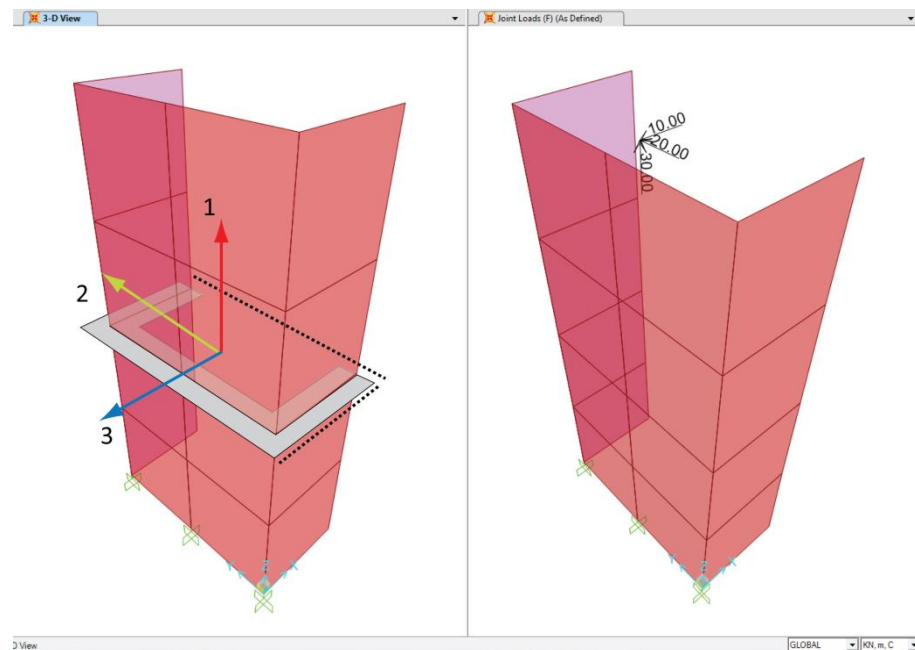 3-D View
Joint Loads (F) (As Defined)
1
2
3
10.00
20.00
30.00
Y Z X
Y Z X
D View
GLOBAL
KN, m, C